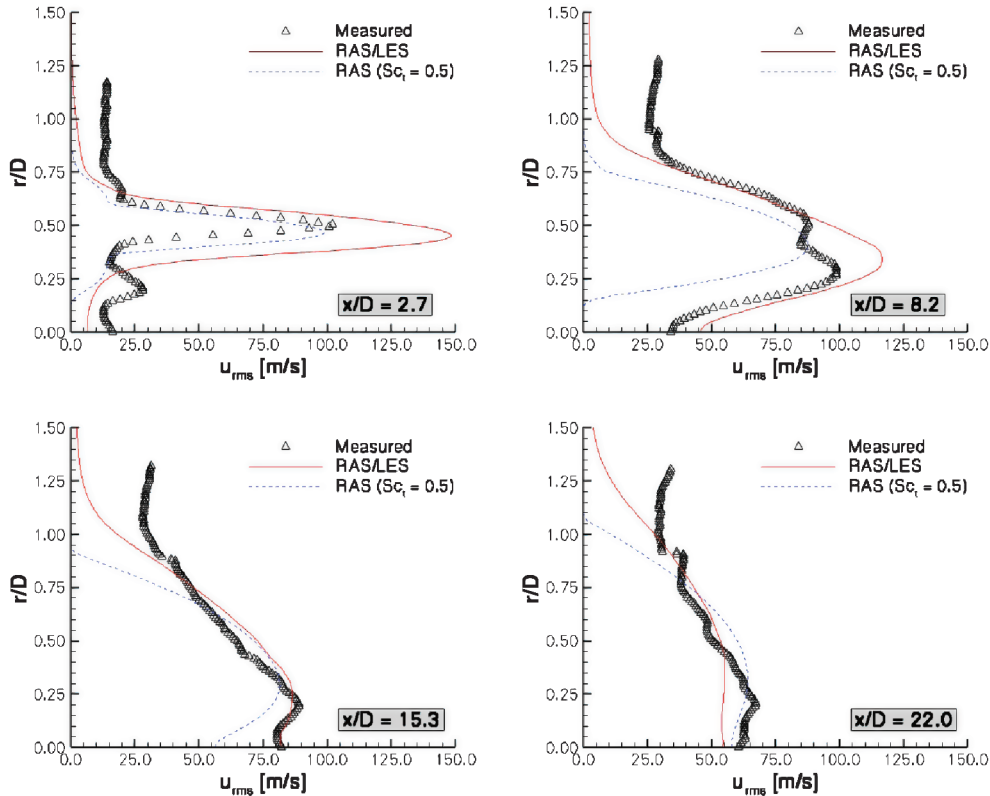 1.50
1.25
1.00
0.75
0.50
0.25
0.00
r/D
Measured
RAS/LES
RAS (Sc_t = 0.5)
x/D = 2.7
0.0 25.0 50.0 75.0 100.0 125.0 150.0
u_rms [m/s]
1.50
1.25
1.00
0.75
0.50
0.25
0.00
r/D
Measured
RAS/LES
RAS (Sc_t = 0.5)
x/D = 8.2
0.0 25.0 50.0 75.0 100.0 125.0 150.0
u_rms [m/s]
1.50
1.25
1.00
0.75
0.50
0.25
0.00
r/D
Measured
RAS/LES
RAS (Sc_t = 0.5)
x/D = 15.3
0.0 25.0 50.0 75.0 100.0 125.0 150.0
u_rms [m/s]
1.50
1.25
1.00
0.75
0.50
0.25
0.00
r/D
Measured
RAS/LES
RAS (Sc_t = 0.5)
x/D = 22.0
0.0 25.0 50.0 75.0 100.0 125.0 150.0
u_rms [m/s]